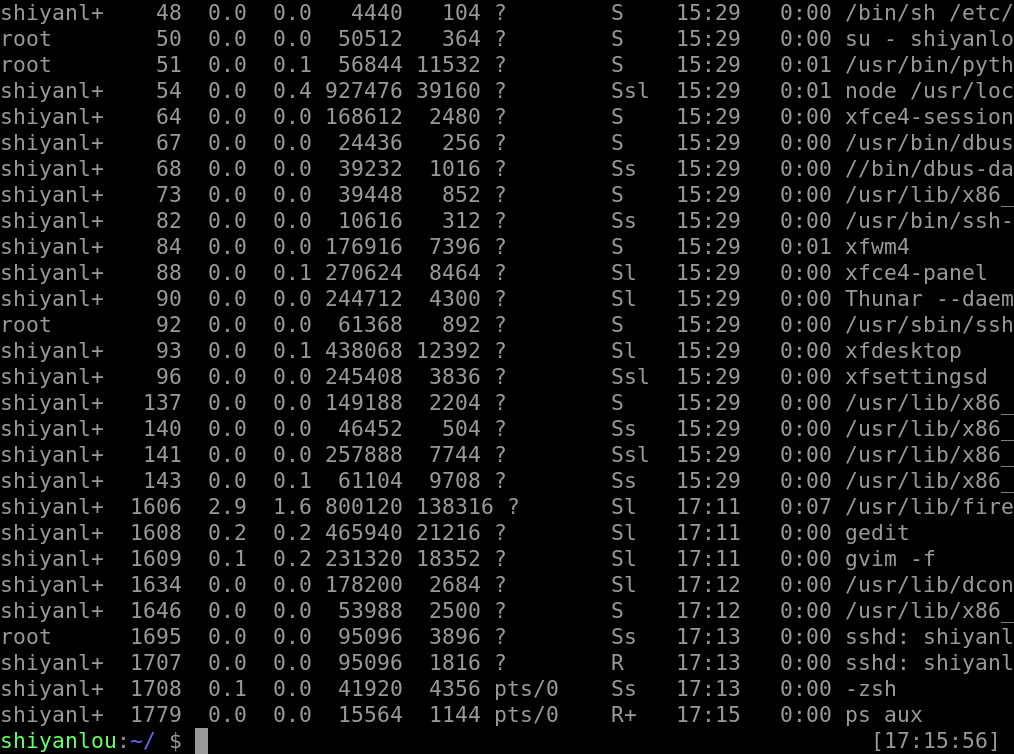 shiyanl+    48  0.0  0.0   4440   104 ?        S    15:29   0:00 /bin/sh /etc/
root        50  0.0  0.0  50512   364 ?        S    15:29   0:00 su - shiyanlo
root        51  0.0  0.1  56844 11532 ?        S    15:29   0:01 /usr/bin/pyth
shiyanl+    54  0.0  0.4 927476 39160 ?        Ssl  15:29   0:01 node /usr/loc
shiyanl+    64  0.0  0.0 168612  2480 ?        S    15:29   0:00 xfce4-session
shiyanl+    67  0.0  0.0  24436   256 ?        S    15:29   0:00 /usr/bin/dbus
shiyanl+    68  0.0  0.0  39232  1016 ?        Ss   15:29   0:00 //bin/dbus-da
shiyanl+    73  0.0  0.0  39448   852 ?        S    15:29   0:00 /usr/lib/x86_
shiyanl+    82  0.0  0.0  10616   312 ?        Ss   15:29   0:00 /usr/bin/ssh-
shiyanl+    84  0.0  0.0 176916  7396 ?        S    15:29   0:01 xfwm4
shiyanl+    88  0.0  0.1 270624  8464 ?        Sl   15:29   0:00 xfce4-panel
shiyanl+    90  0.0  0.0 244712  4300 ?        Sl   15:29   0:00 Thunar --daem
root        92  0.0  0.0  61368   892 ?        S    15:29   0:00 /usr/sbin/ssh
shiyanl+    93  0.0  0.1 438068 12392 ?        Sl   15:29   0:00 xfdesktop
shiyanl+    96  0.0  0.0 245408  3836 ?        Ssl  15:29   0:00 xfsettingsd
shiyanl+   137  0.0  0.0 149188  2204 ?        S    15:29   0:00 /usr/lib/x86_
shiyanl+   140  0.0  0.0  46452   504 ?        Ss   15:29   0:00 /usr/lib/x86_
shiyanl+   141  0.0  0.0 257888  7744 ?        Ssl  15:29   0:00 /usr/lib/x86_
shiyanl+   143  0.0  0.1  61104  9708 ?        Ss   15:29   0:00 /usr/lib/x86_
shiyanl+  1606  2.9  1.6 800120 138316 ?       Sl   17:11   0:07 /usr/lib/fire
shiyanl+  1608  0.2  0.2 465940 21216 ?        Sl   17:11   0:00 gedit
shiyanl+  1609  0.1  0.2 231320 18352 ?        Sl   17:11   0:00 gvim -f
shiyanl+  1634  0.0  0.0 178200  2684 ?        Sl   17:12   0:00 /usr/lib/dcon
shiyanl+  1646  0.0  0.0  53988  2500 ?        S    17:12   0:00 /usr/lib/x86_
root      1695  0.0  0.0  95096  3896 ?        Ss   17:13   0:00 sshd: shiyanl
shiyanl+  1707  0.0  0.0  95096  1816 ?        R    17:13   0:00 sshd: shiyanl
shiyanl+  1708  0.1  0.0  41920  4356 pts/0    Ss   17:13   0:00 -zsh
shiyanl+  1779  0.0  0.0  15564  1144 pts/0    R+   17:15   0:00 ps aux
shiyanlou:~/ $                                                     [17:15:56]